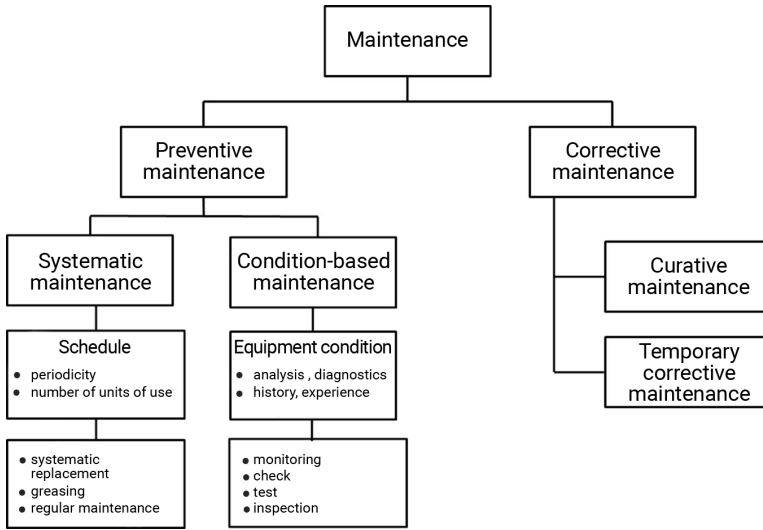 Maintenance
Preventive
maintenance
Corrective
maintenance
Systematic
maintenance
Condition-based
maintenance
Curative
maintenance
Schedule
• periodicity
• number of units of use
Equipment condition
• analysis , diagnostics
• history, experience
Temporary
corrective
maintenance
• systematic
replacement
• greasing
• regular maintenance
• monitoring
• check
• test
• inspection